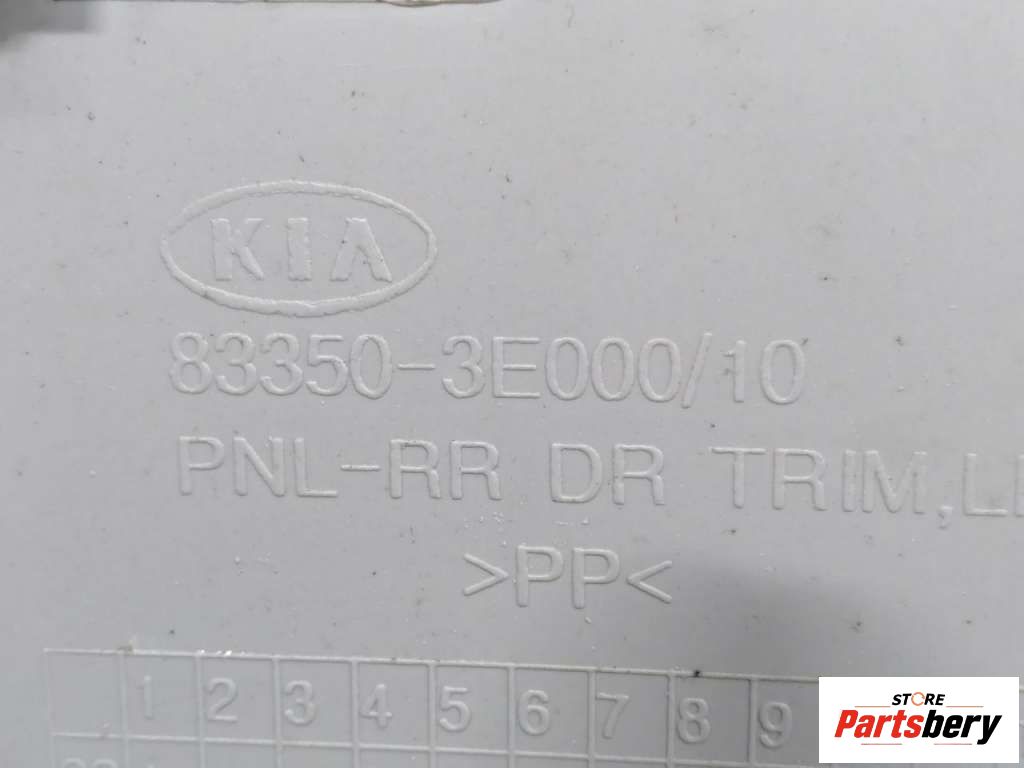 KIA
83350-3E000/10
PNL-RR DR TRIM,
>PP<
1 2 3 4 5 6 7 8 9
STORE
Partsbery